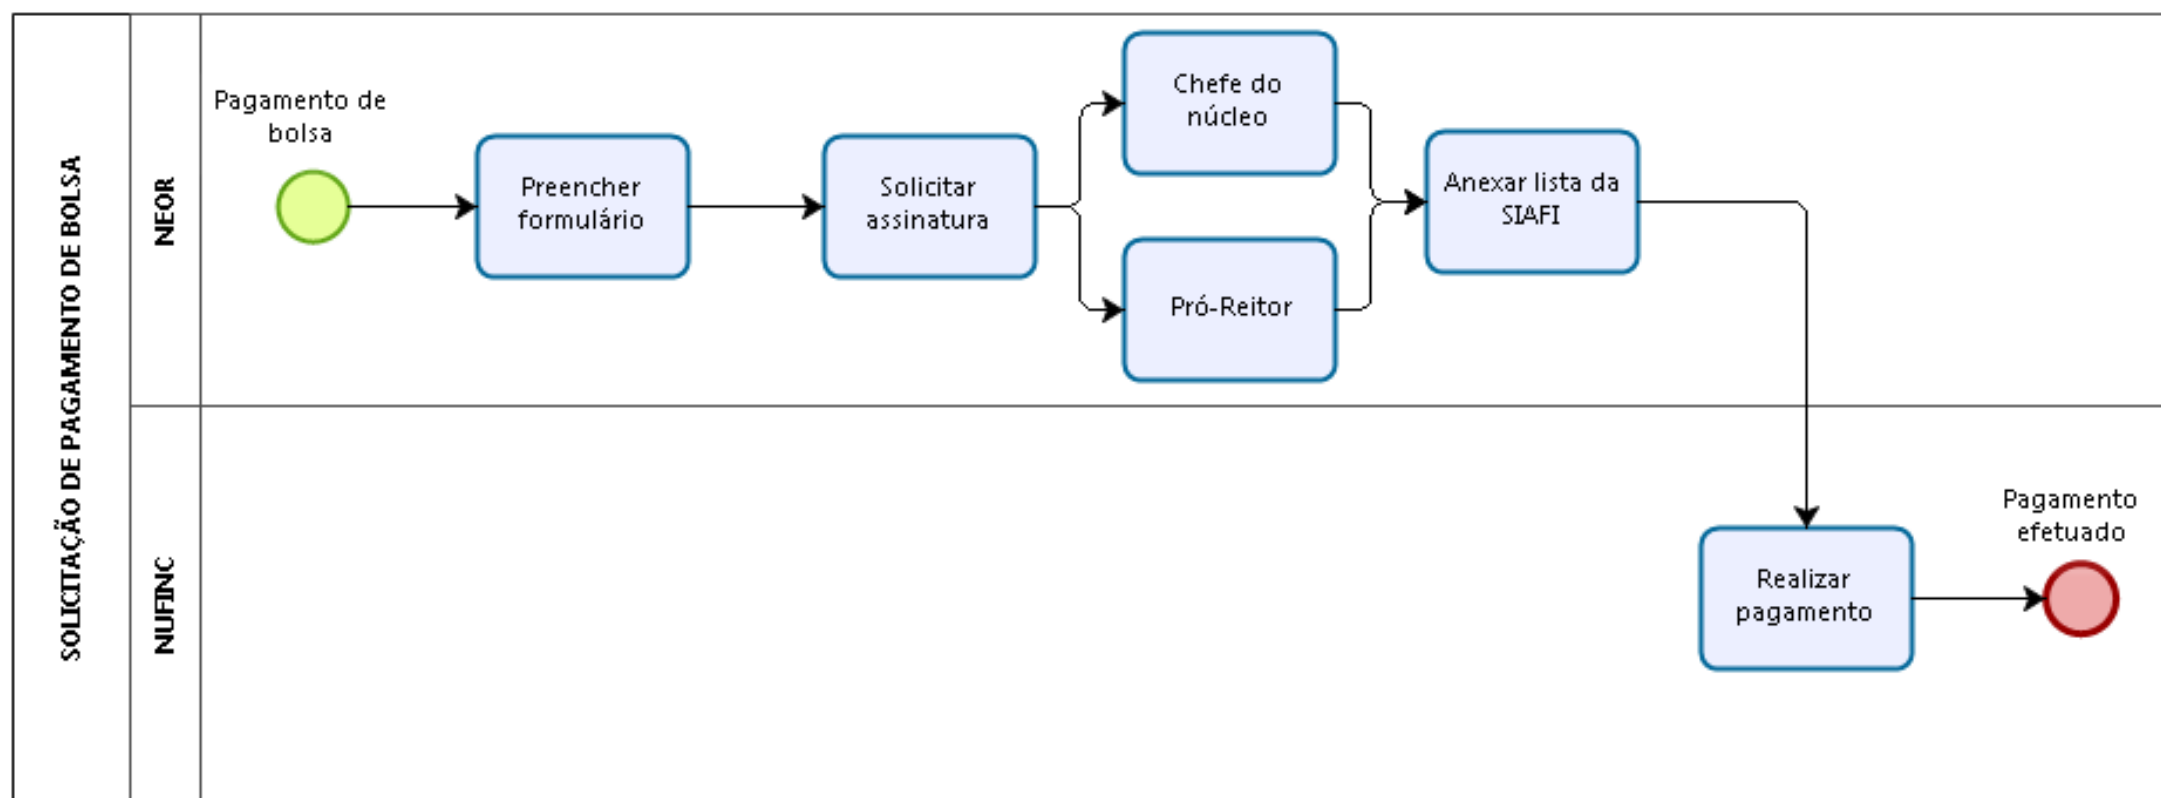 SOLICITAÇÃO DE PAGAMENTO DE BOLSA
NEOR
Pagamento de
bolsa
Preencher
formulário
Solicitar
assinatura
Chefe do
núcleo
Pró-Reitor
Anexar lista da
SIAFI
NUFINC
Realizar
pagamento
Pagamento
efetuado